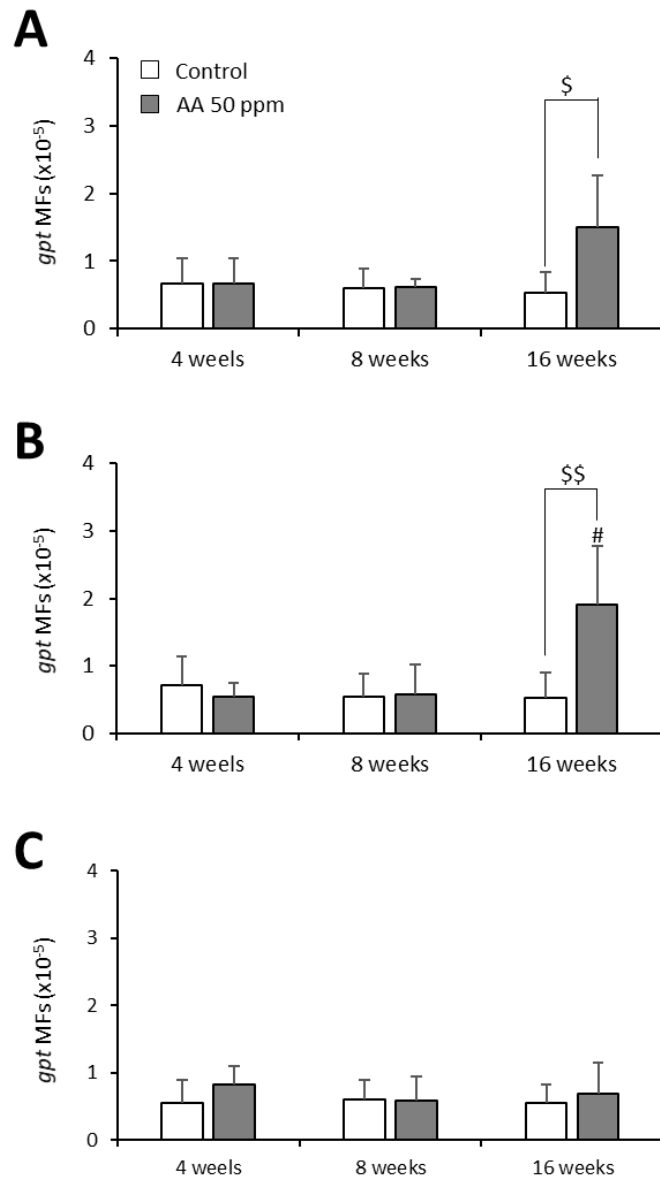 A
4
3
2
1
0
gpt MFs (x10-5)
Control
AA 50 ppm
$
4 weels
8 weeks
16 weeks
B
4
3
2
1
0
gpt MFs (x10-5)
$$
#
4 weels
8 weeks
16 weeks
C
4
3
2
1
0
gpt MFs (x10-5)
4 weels
8 weeks
16 weeks